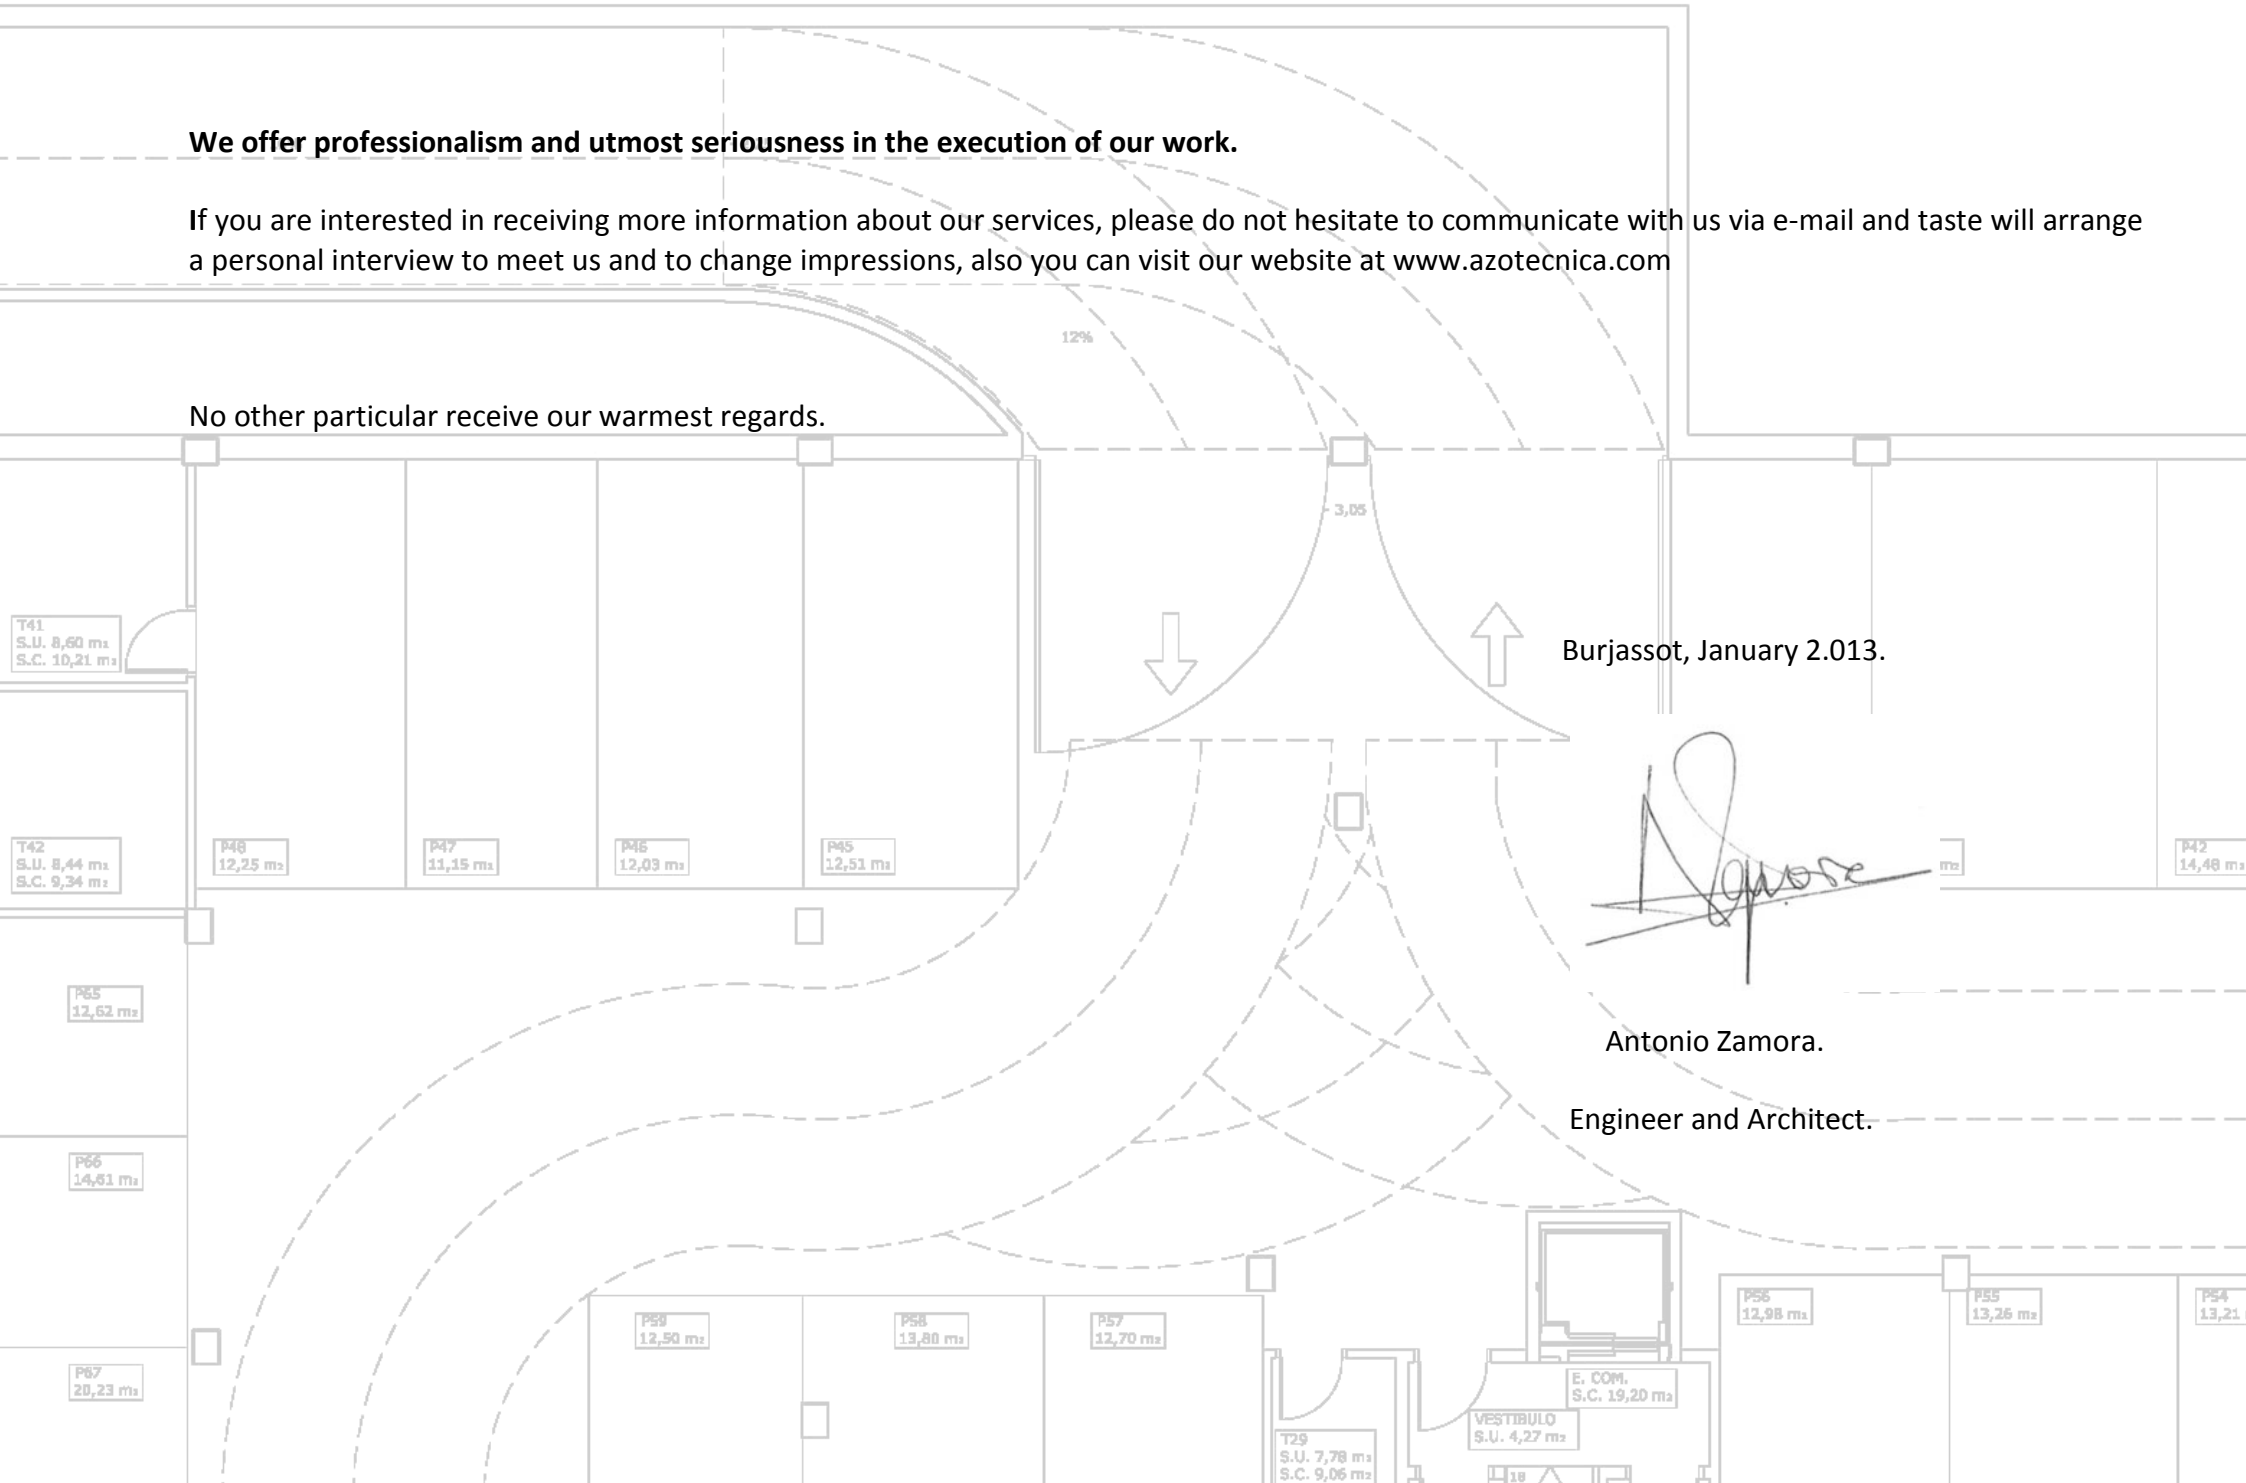 We offer professionalism and utmost seriousness in the execution of our work.
If you are interested in receiving more information about our services, please do not hesitate to communicate with us via e-mail and taste will arrange
a personal interview to meet us and to change impressions, also you can visit our website at www.azotecnica.com
12%
No other particular receive our warmest regards.
- 3,05
T41
S.U. 8,60 m2
S.C. 10,21 m2
Burjassot, January 2.013.
T42
S.U. 8,44 m2
S.C. 9,34 m2
P48
12,25 m2
P47
11,15 m2
P46
12,03 m2
P45
12,51 m2
m2
P42
14,48 m2
P65
12,62 m2
Antonio Zamora.
Engineer and Architect.
P66
14,61 m2
P59
12,50 m2
P58
13,80 m2
P57
12,70 m2
P56
12,98 m2
P55
13,26 m2
P54
13,21
P67
20,23 m2
E. COM.
S.C. 19,20 m2
VESTIBULO
S.U. 4,27 m2
T29
S.U. 7,78 m2
S.C. 9,06 m2
18